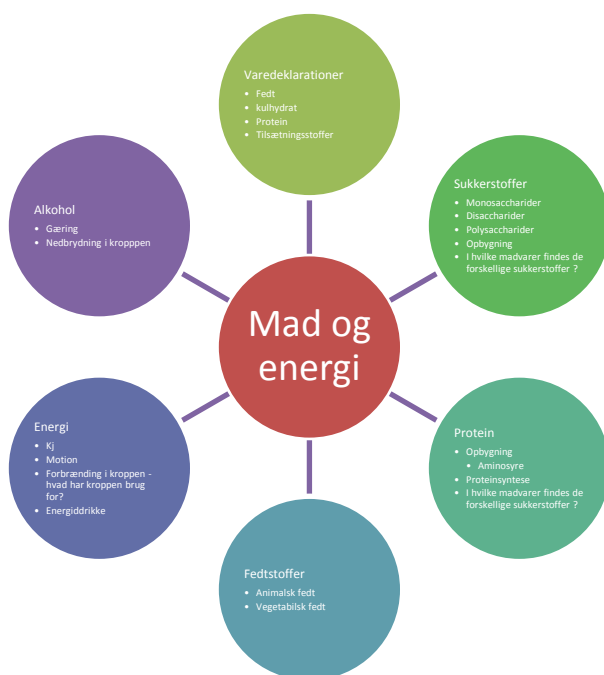 Varedeklarationer
• Fedt
• kulhydrat
• Protein
• Tilsætningsstoffer
Sukkerstoffer
• Monosaccharider
• Disaccharider
• Polysaccharider
• Opbygning
• I hvilke madvarer findes de
forskellige sukkerstoffer ?
Protein
• Opbygning
• Aminosyre
• Proteinsyntese
• I hvilke madvarer findes de
forskellige sukkerstoffer ?
Fedtstoffer
• Animalsk fedt
• Vegetabilsk fedt
Energi
• Kj
• Motion
• Forbrænding i kroppen -
hvad har kroppen brug
for?
• Energiddrikke
Alkohol
• Gæring
• Nedbrydning i kropppen
Mad og
energi